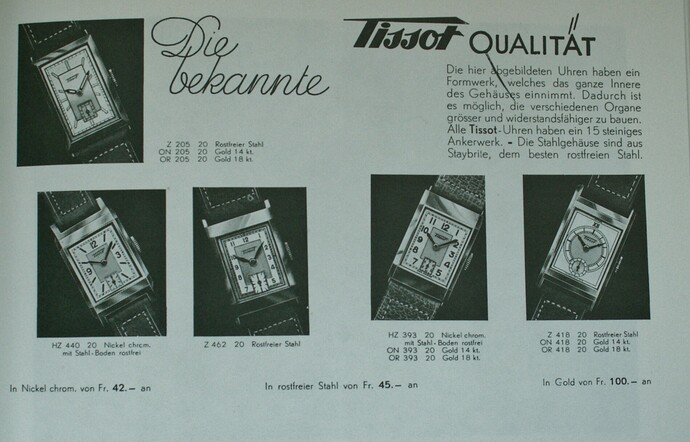 Die
bekannte
Tissot QUALITÄT
Die hier abgebildeten Uhren haben ein
Formwerk, welches das ganze Innere
des Gehäuses einnimmt. Dadurch ist
es möglich, die verschiedenen Organe
grösser und widerstandsfähiger zu bauen.
Alle Tissot-Uhren haben ein 15 steiniges
Ankerwerk. - Die Stahlgehäuse sind aus
Staybrite, dem besten rostfreien Stahl.
Z 205 20 Rostfreier Stahl
ON 205 20 Gold 14 kt.
OR 205 20 Gold 18 kt.
HZ 440 20 Nickel chrom.
mit Stahl-Boden rostfrei
Z 462 20 Rostfreier Stahl
HZ 393 20 Nickel chrom.
mit Stahl-Boden rostfrei
ON 393 20 Gold 14 kt.
OR 393 20 Gold 18 kt.
Z 418 20 Rostfreier Stahl
ON 418 20 Gold 14 kt.
OR 418 20 Gold 18 kt.
In Nickel chrom. von Fr. 42.— an
In rostfreier Stahl von Fr. 45.— an
In Gold von Fr. 100.— an